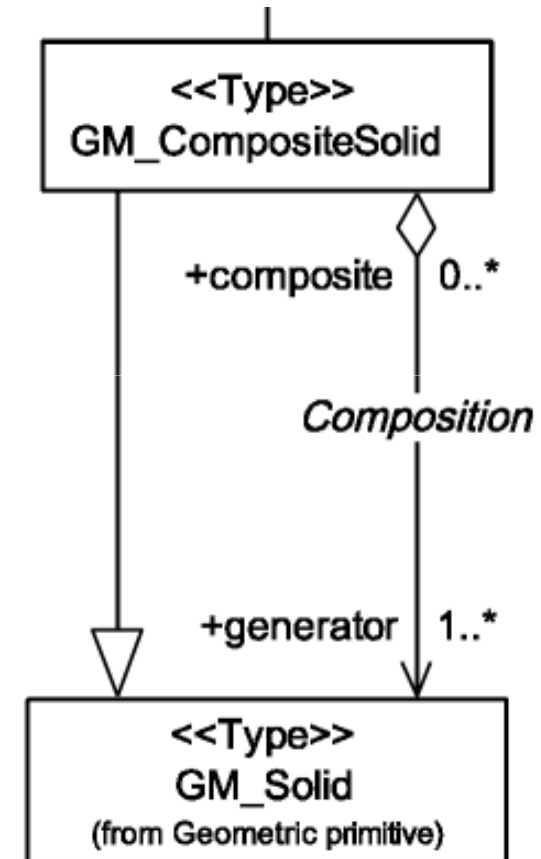 <<Type>>
GM_CompositeSolid
+composite 0..*
Composition
+generator 1..*
<<Type>>
GM_Solid
(from Geometric primitive)